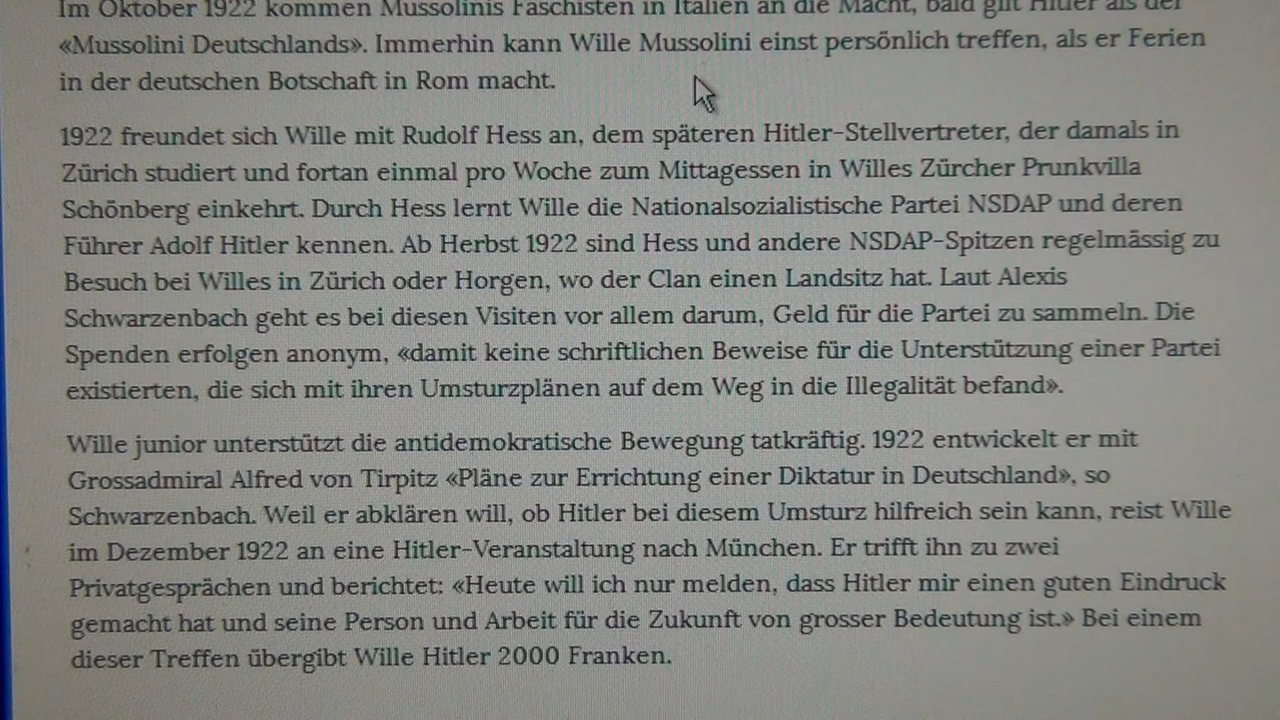 Im Oktober 1922 kommen Mussolinis Faschisten in Italien an die Macht, bald gilt Hitler als der
«Mussolini Deutschlands». Immerhin kann Wille Mussolini einst persönlich treffen, als er Ferien
in der deutschen Botschaft in Rom macht.
1922 freundet sich Wille mit Rudolf Hess an, dem späteren Hitler-Stellvertreter, der damals in
Zürich studiert und fortan einmal pro Woche zum Mittagessen in Willes Zürcher Prunkvilla
Schönberg einkehrt. Durch Hess lernt Wille die Nationalsozialistische Partei NSDAP und deren
Führer Adolf Hitler kennen. Ab Herbst 1922 sind Hess und andere NSDAP-Spitzen regelmässig zu
Besuch bei Willes in Zürich oder Horgen, wo der Clan einen Landsitz hat. Laut Alexis
Schwarzenbach geht es bei diesen Visiten vor allem darum, Geld für die Partei zu sammeln. Die
Spenden erfolgen anonym, «damit keine schriftlichen Beweise für die Unterstützung einer Partei
existierten, die sich mit ihren Umsturzplänen auf dem Weg in die Illegalität befand».
Wille junior unterstützt die antidemokratische Bewegung tatkräftig. 1922 entwickelt er mit
Grossadmiral Alfred von Tirpitz «Pläne zur Errichtung einer Diktatur in Deutschland», so
Schwarzenbach. Weil er abklären will, ob Hitler bei diesem Umsturz hilfreich sein kann, reist Wille
im Dezember 1922 an eine Hitler-Veranstaltung nach München. Er trifft ihn zu zwei
Privatgesprächen und berichtet: «Heute will ich nur melden, dass Hitler mir einen guten Eindruck
gemacht hat und seine Person und Arbeit für die Zukunft von grosser Bedeutung ist.» Bei einem
dieser Treffen übergibt Wille Hitler 2000 Franken.